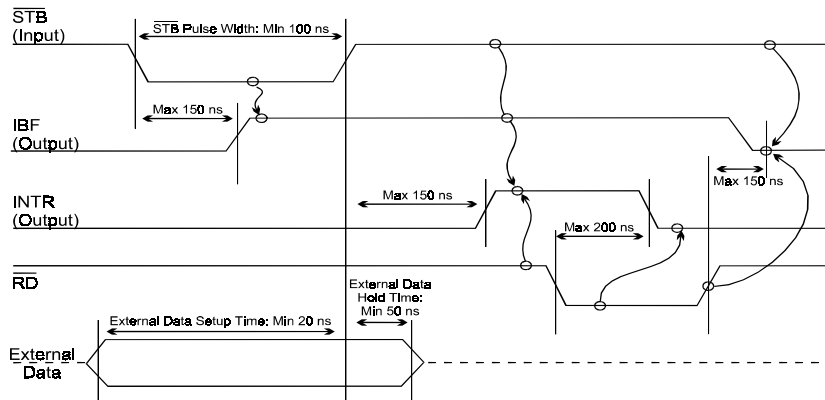 STB
(Input)
STB Pulse Width: Min 100 ns
Max 150 ns
IBF
(Output)
Max 150 ns
INTR
(Output)
Max 150 ns
Max 200 ns
RD
External Data
Hold Time:
Min 50 ns
External Data Setup Time: Min 20 ns
External
Data